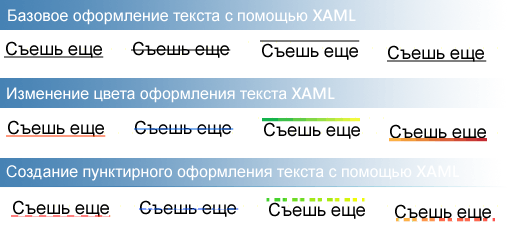 Базовое оформление текста с помощью XAML
Съешь еще Съешь еще Съешь еще Съешь еще
Изменение цвета оформления текста XAML
Съешь еще Съешь еще Съешь еще Съешь еще
Создание пунктирного оформления текста с помощью XAML
Съешь еще Съешь еще Съешь еще Съешь еще